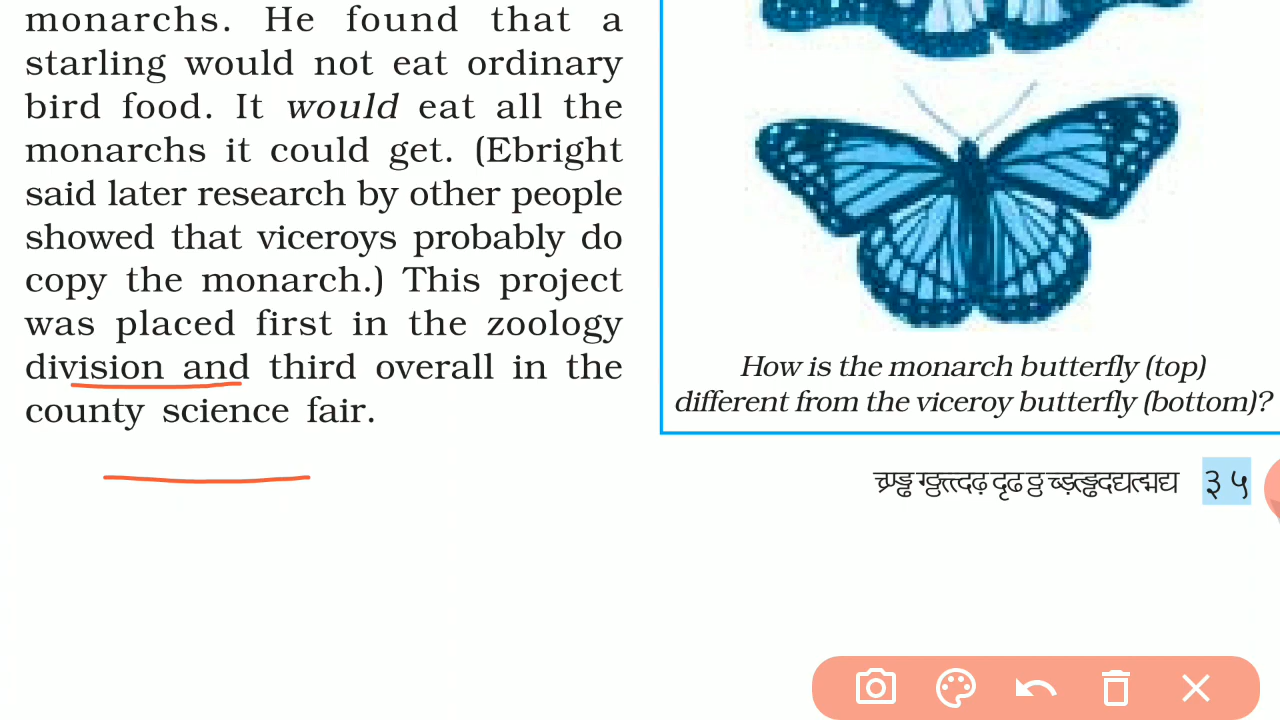 monarchs. He found that a
starling would not eat ordinary
bird food. It would eat all the
monarchs it could get. (Ebright
said later research by other people
showed that viceroys probably do
copy the monarch.) This project
was placed first in the zoology
division and third overall in the
county science fair.
How is the monarch butterfly (top)
different from the viceroy butterfly (bottom)?
३५